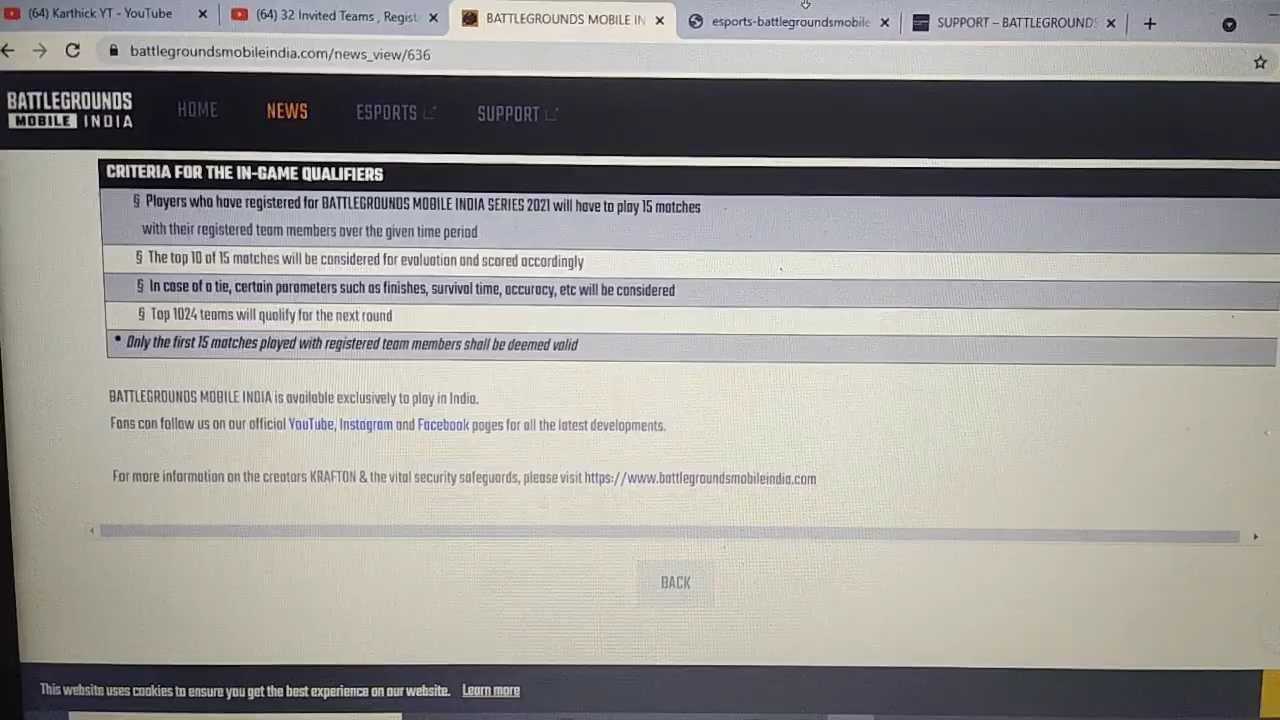 (64) Karthick YT - YouTube
(64) 32 Invited Teams , Regist
BATTLEGROUNDS MOBILE IN
esports-battlegroundsmobile
SUPPORT – BATTLEGROUNDS
battlegroundsmobileindia.com/news_view/636
BATTLEGROUNDS
MOBILE INDIA
HOME
NEWS
ESPORTS
SUPPORT
CRITERIA FOR THE IN-GAME QUALIFIERS
§ Players who have registered for BATTLEGROUNDS MOBILE INDIA SERIES 2021 will have to play 15 matches
with their registered team members over the given time period
§ The top 10 of 15 matches will be considered for evaluation and scored accordingly
§ In case of a tie, certain parameters such as finishes, survival time, accuracy, etc will be considered
§ Top 1024 teams will qualify for the next round
* Only the first 15 matches played with registered team members shall be deemed valid
BATTLEGROUNDS MOBILE INDIA is available exclusively to play in India.
Fans can follow us on our official YouTube, Instagram and Facebook pages for all the latest developments.
For more information on the creators KRAFTON & the vital security safeguards, please visit https://www.battlegroundsmobileindia.com
BACK
This website uses cookies to ensure you get the best experience on our website. Learn more